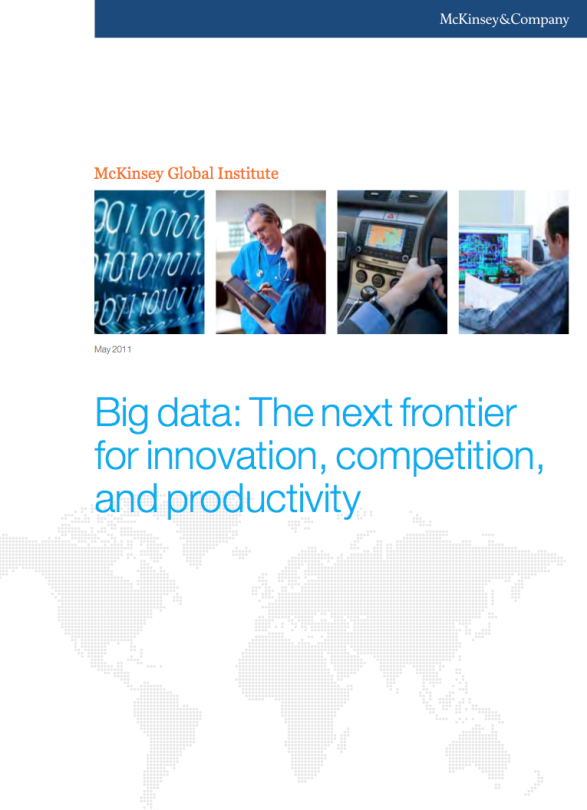 McKinsey&Company
McKinsey Global Institute
May 2011
Big data: The next frontier
for innovation, competition,
and productivity